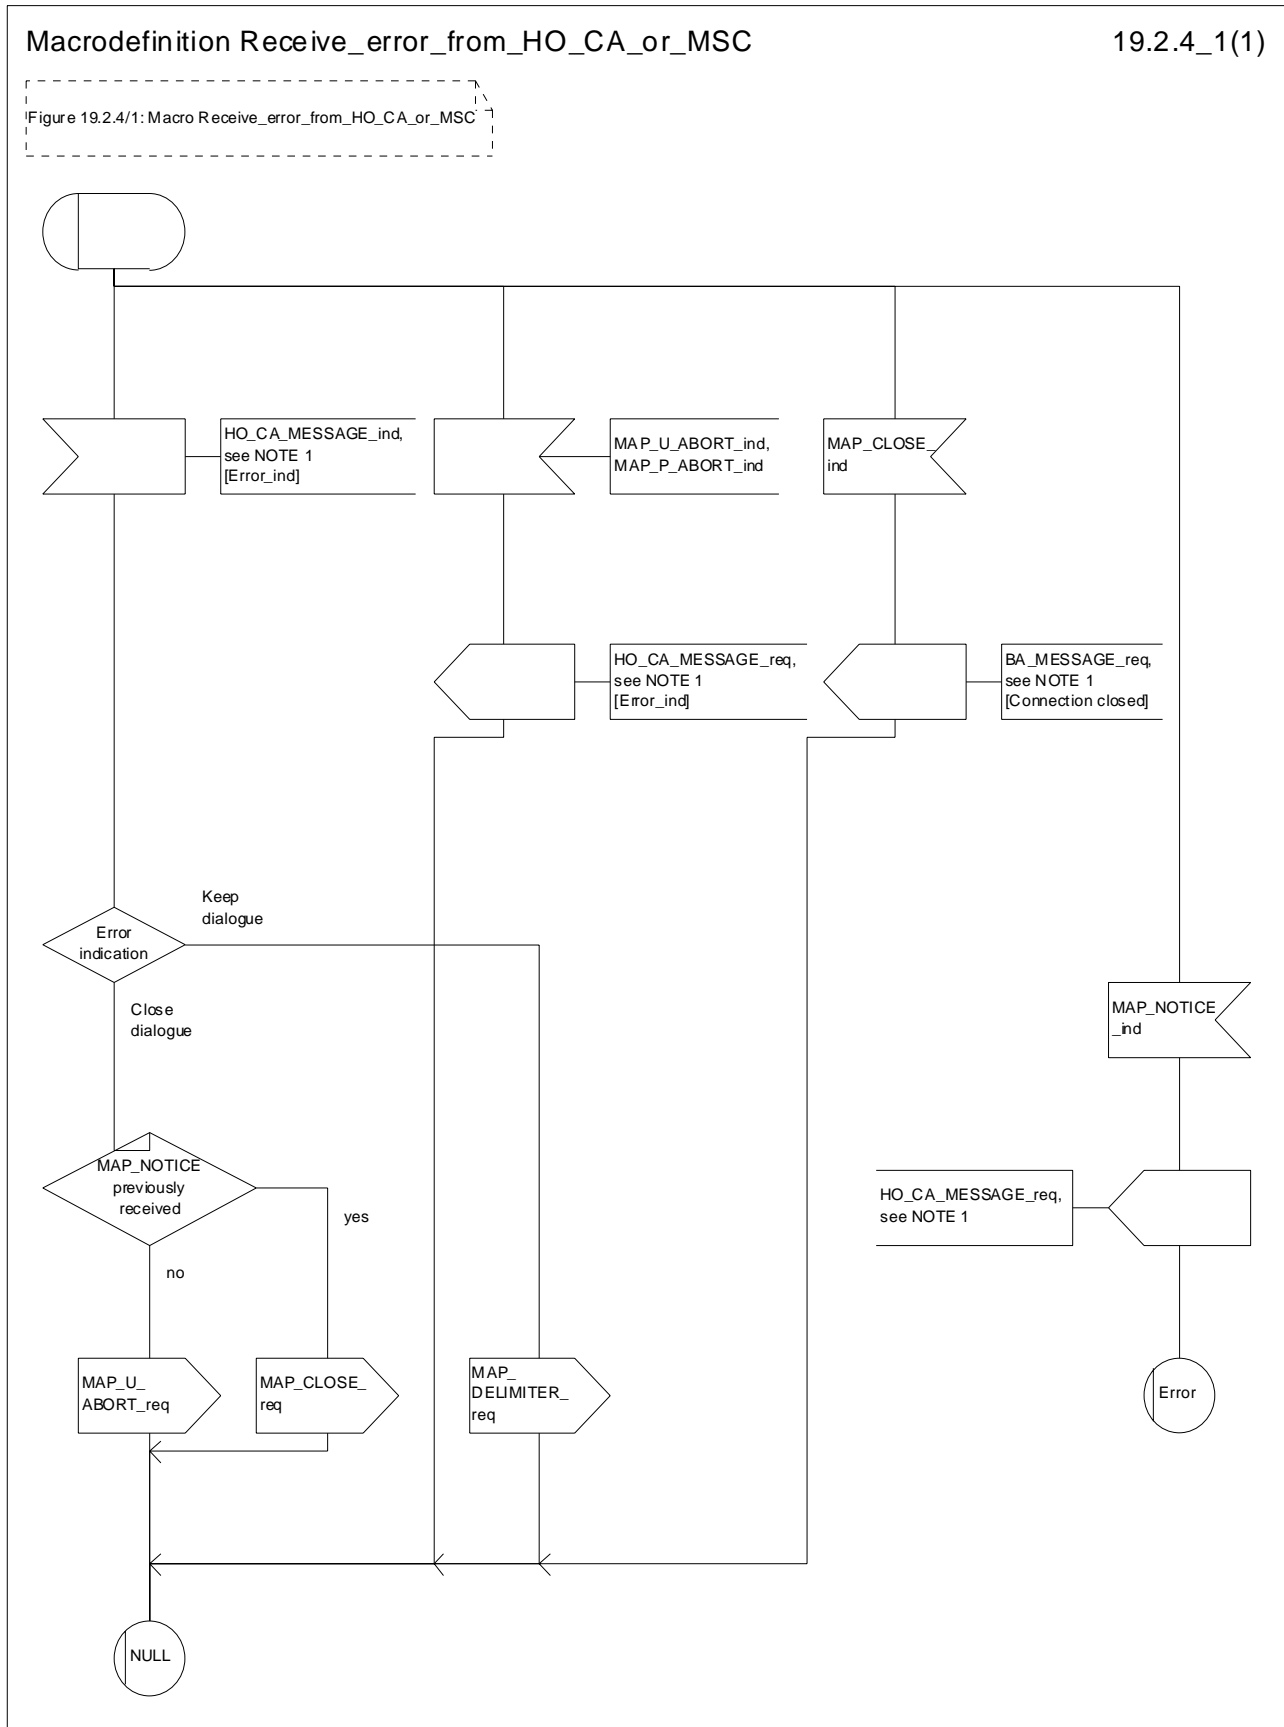 Macrodefinition Receive_error_from_HO_CA_or_MSC
19.2.4_1(1)
Figure 19.2.4/1: Macro Receive_error_from_HO_CA_or_MSC
HO_CA_MESSAGE_ind,
see NOTE 1
[Error_ind]
MAP_U_ABORT_ind,
MAP_P_ABORT_ind
MAP_CLOSE_
ind
HO_CA_MESSAGE_req,
see NOTE 1
[Error_ind]
BA_MESSAGE_req,
see NOTE 1
[Connection closed]
Keep
dialogue
Error
indication
Close
dialogue
MAP_NOTICE
_ind
MAP_NOTICE
previously
received
yes
no
HO_CA_MESSAGE_req,
see NOTE 1
MAP_U_
ABORT_req
MAP_CLOSE_
req
MAP_
DELIMITER_
req
Error
NULL